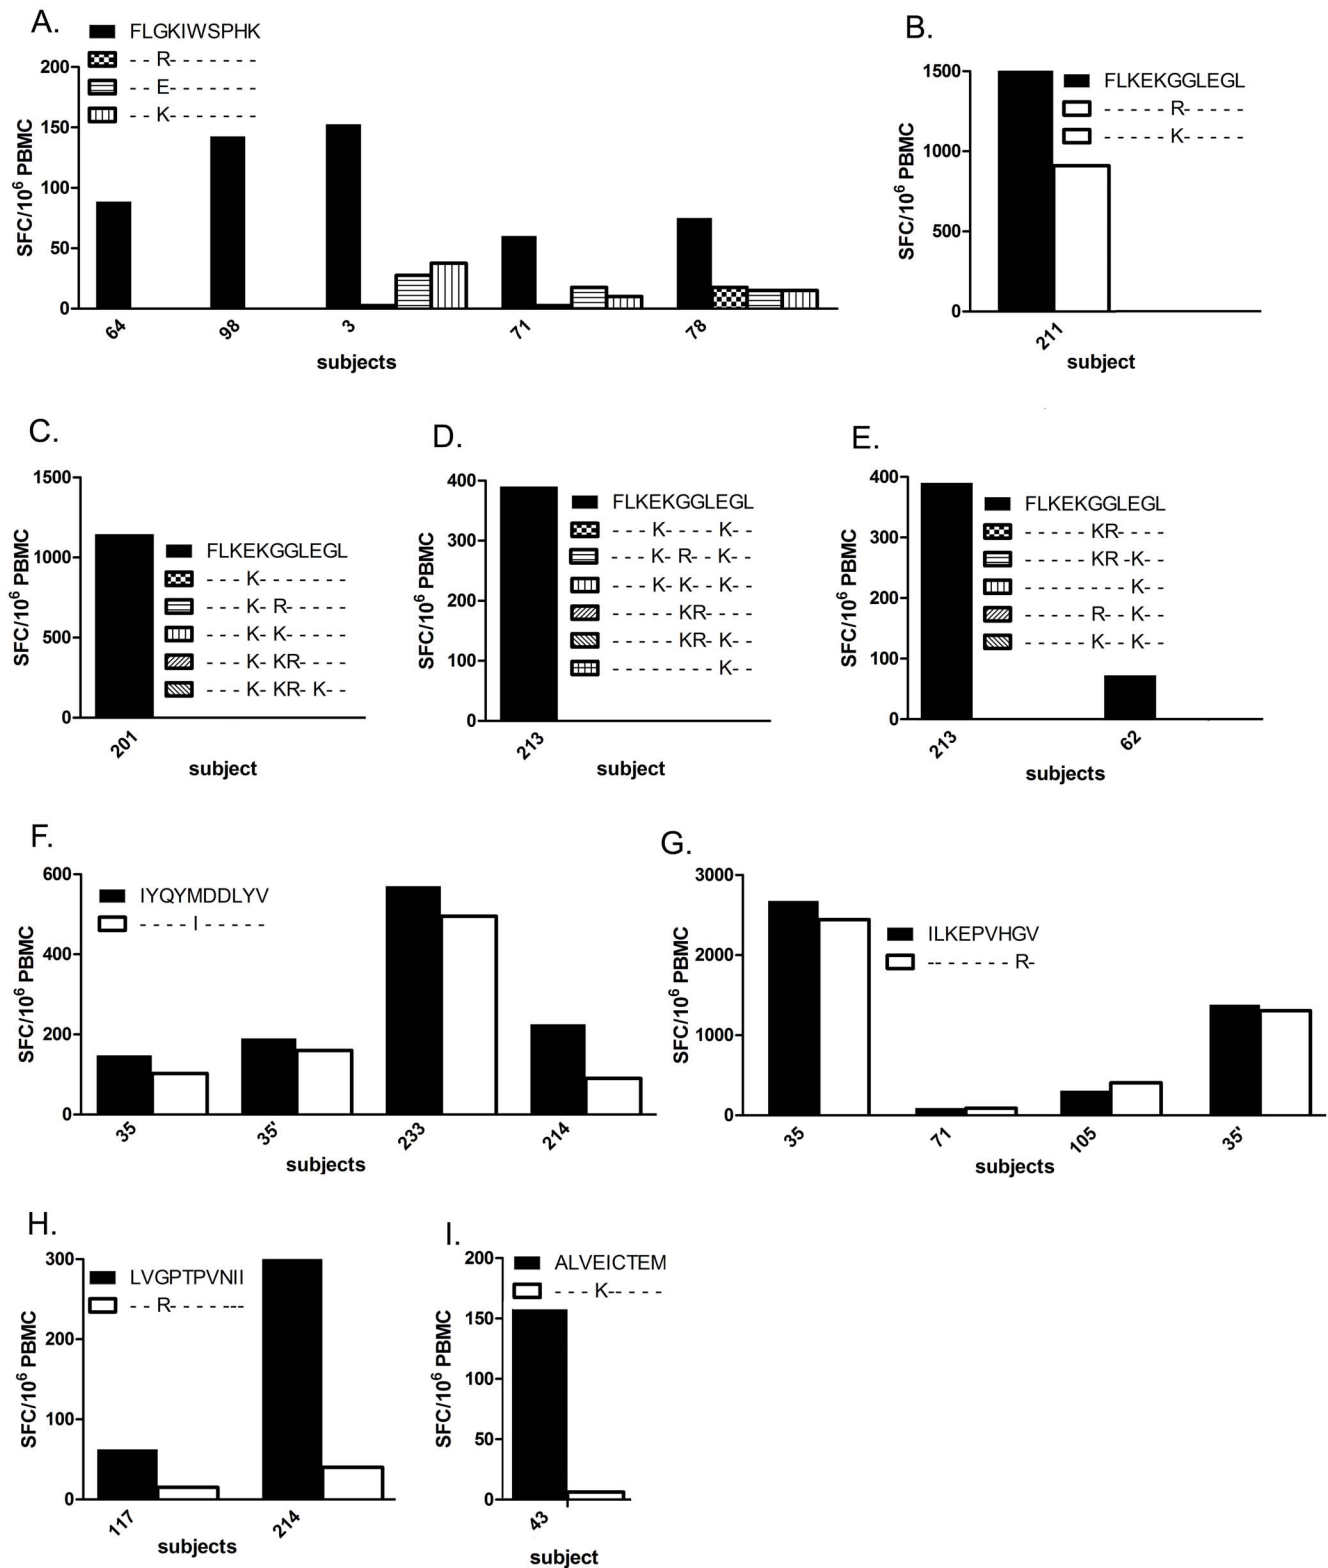 A.
FLGKIWSPHK
- - R- - - - - - -
- - E- - - - - - -
- - K- - - - - - -
200
150
100
50
0
SFC/10⁶ PBMC
64 98 3 71 78
subjects
B.
FLKEKGGLEGL
- - - - - R- - - - -
- - - - - K- - - - -
1500
1000
500
0
SFC/10⁶ PBMC
211
subject
C.
FLKEKGGLEGL
- - - K- - - - - - -
- - - K- R- - - - -
- - - K- K- - - - -
- - - K- KR- - - -
- - - K- KR- K- -
1500
1000
500
0
SFC/10⁶ PBMC
201
subject
D.
FLKEKGGLEGL
- - - K- - - - K- -
- - - K- R- - K- -
- - - K- K- - K- -
- - - - - KR- - - -
- - - - - KR- K- -
- - - - - - - - K- -
400
300
200
100
0
SFC/10⁶ PBMC
213
subject
E.
FLKEKGGLEGL
- - - - - KR- - - -
- - - - - KR -K- -
- - - - - - - - K- -
- - - - - R- - K- -
- - - - - K- - K- -
400
300
200
100
0
SFC/10⁶ PBMC
213 62
subjects
F.
IYQYMDDLYV
- - - - I - - - - - -
600
400
200
0
SFC/10⁶ PBMC
35 35' 233 214
subjects
G.
ILKEPVHGV
-- - - - - - R-
3000
2000
1000
0
SFC/10⁶ PBMC
35 71 105 35'
subjects
H.
LVGPTPVNII
- - R- - - - ---
300
200
100
0
SFC/10⁶ PBMC
117 214
subjects
I.
ALVEICTEM
- - - K-- - - -
200
150
100
50
0
SFC/10⁶ PBMC
43
subject